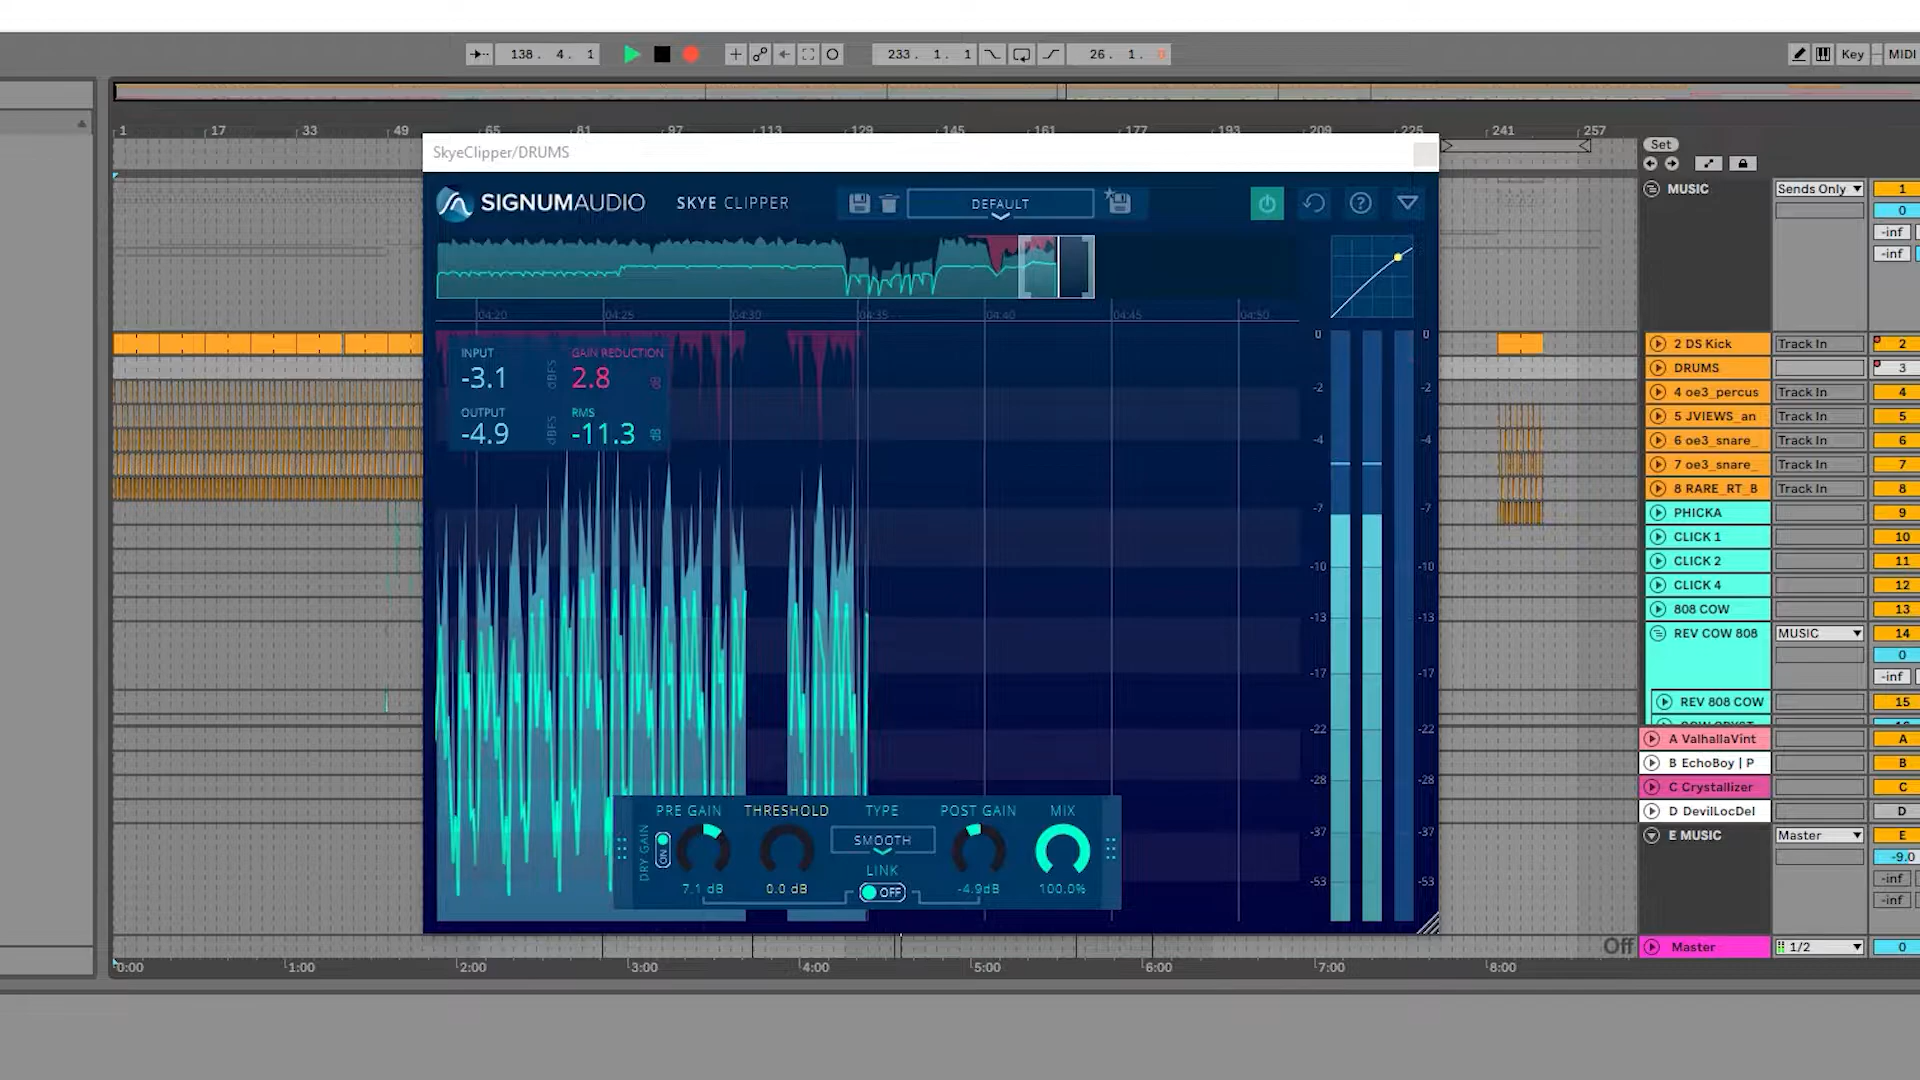 138. 4. 1
233. 1. 1
26. 1.
Key
MIDI
1 17 33 49 65 81 97 113 129 145 161 177 193 209 225 241 257
SkyeClipper/DRUMS
SIGNUMAUDIO SKYE CLIPPER
DEFAULT
04:20 04:25 04:30 04:35 04:40 04:45 04:50
INPUT
-3.1
dBFS
GAIN REDUCTION
2.8
dB
OUTPUT
-4.9
dBFS
RMS
-11.3
dB
0 0
-2 -2
-4 -4
-7 -7
-10 -10
-13 -13
-17 -17
-22 -22
-28 -28
-37 -37
-53 -53
PRE GAIN THRESHOLD TYPE POST GAIN MIX
DRY GAIN
ON
SMOOTH
LINK
OFF
7.1 dB 0.0 dB -4.9dB 100.0%
0:00 1:00 2:00 3:00 4:00 5:00 6:00 7:00 8:00
Set
MUSIC Sends Only 1
0
-inf
-inf
2 DS Kick Track In 2
DRUMS 3
4 oe3_percus Track In 4
5 JVIEWS_an Track In 5
6 oe3_snare_ Track In 6
7 oe3_snare_ Track In 7
8 RARE_RT_B Track In 8
PHICKA 9
CLICK 1 10
CLICK 2 11
CLICK 4 12
808 COW 13
REV COW 808 MUSIC 14
0
-inf
REV 808 COW 15
A ValhallaVint A
B EchoBoy | P B
C Crystallizer C
D DevilLocDel D
E MUSIC Master E
-9.0
-inf
-inf
Off
Master 1/2 0